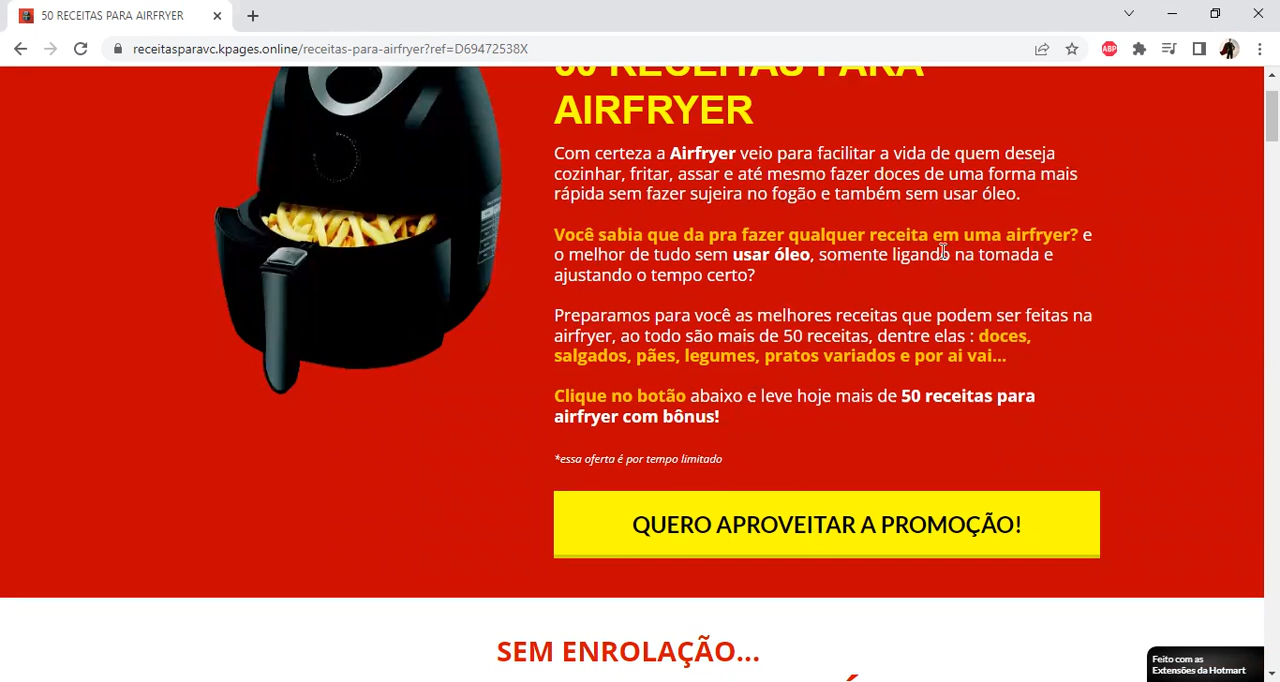 50 RECEITAS PARA AIRFRYER
receitasparavc.kpages.online/receitas-para-airfryer?ref=D69472538X
ABP
50 RECEITAS PARA
AIRFRYER
Com certeza a Airfryer veio para facilitar a vida de quem deseja
cozinhar, fritar, assar e até mesmo fazer doces de uma forma mais
rápida sem fazer sujeira no fogão e também sem usar óleo.
Você sabia que da pra fazer qualquer receita em uma airfryer? e
o melhor de tudo sem usar óleo, somente ligando na tomada e
ajustando o tempo certo?
Preparamos para você as melhores receitas que podem ser feitas na
airfryer, ao todo são mais de 50 receitas, dentre elas : doces,
salgados, pães, legumes, pratos variados e por ai vai...
Clique no botão abaixo e leve hoje mais de 50 receitas para
airfryer com bônus!
*essa oferta é por tempo limitado
QUERO APROVEITAR A PROMOÇÃO!
SEM ENROLAÇÃO...
Feito com as
Extensões da Hotmart